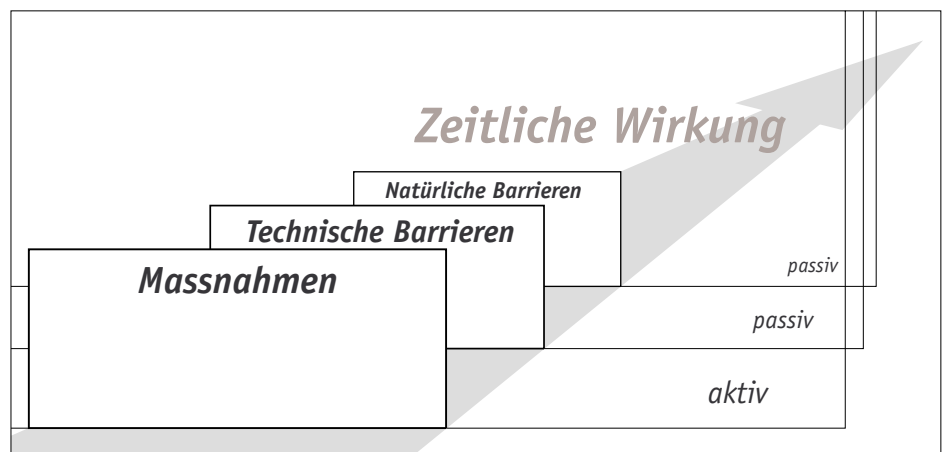 Zeitliche Wirkung
Natürliche Barrieren
Technische Barrieren
Massnahmen
passiv
passiv
aktiv